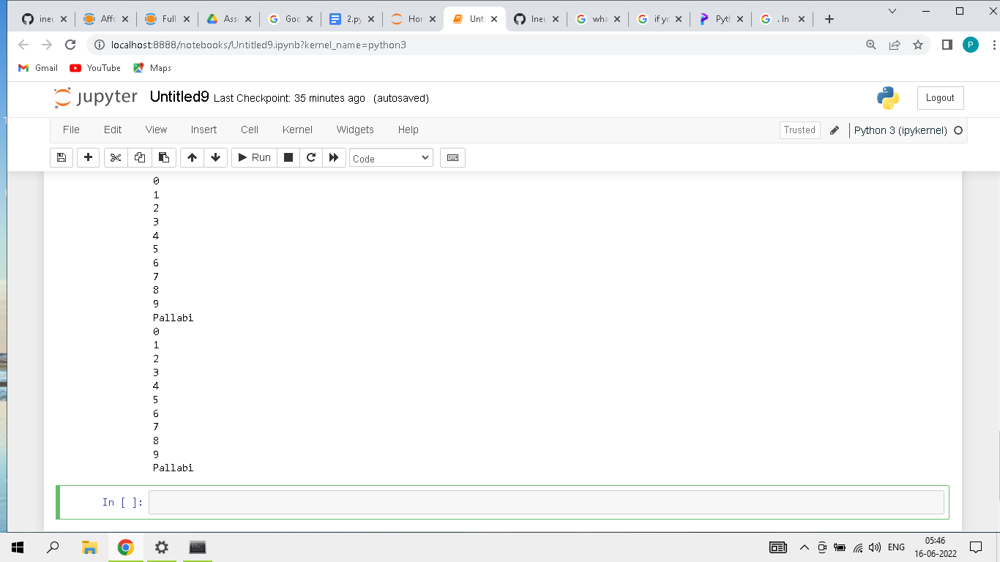 ineu Affo Full Assi Goo 2.py Hor Unt Ineu wha if yo Pytl . In
localhost:8888/notebooks/Untitled9.ipynb?kernel_name=python3 P
Gmail YouTube Maps
jupyter Untitled9 Last Checkpoint: 35 minutes ago (autosaved) Logout
File Edit View Insert Cell Kernel Widgets Help Trusted Python 3 (ipykernel)
Run Code
0
1
2
3
4
5
6
7
8
9
Pallabi
0
1
2
3
4
5
6
7
8
9
Pallabi
In [ ]:
ENG 05:46
16-06-2022